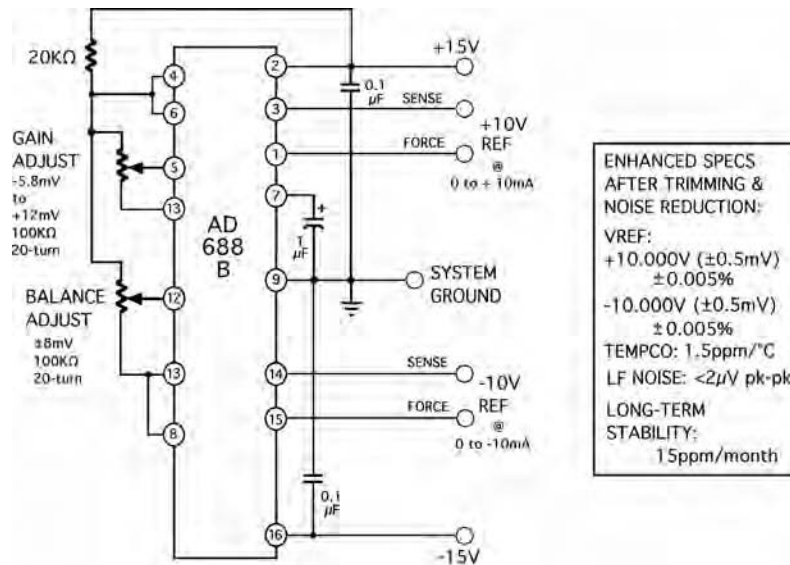 20KΩ
GAIN
ADJUST
-5.8mV
to
+12mV
100KΩ
20-turn
BALANCE
ADJUST
±8mV
100KΩ
20-turn
4
6
5
13
12
13
8
AD
688
B
2
3
1
7
9
14
15
16
+15V
0.1
µF
SENSE
+10V
FORCE
REF
@
0 to + 10mA
+
1
µF
SYSTEM
GROUND
SENSE
-10V
FORCE
REF
@
0 to -10mA
0.1
µF
-15V
ENHANCED SPECS
AFTER TRIMMING &
NOISE REDUCTION:
VREF:
+10.000V (±0.5mV)
±0.005%
-10.000V (±0.5mV)
±0.005%
TEMPCO: 1.5ppm/°C
LF NOISE: <2µV pk-pk
LONG-TERM
STABILITY:
15ppm/month